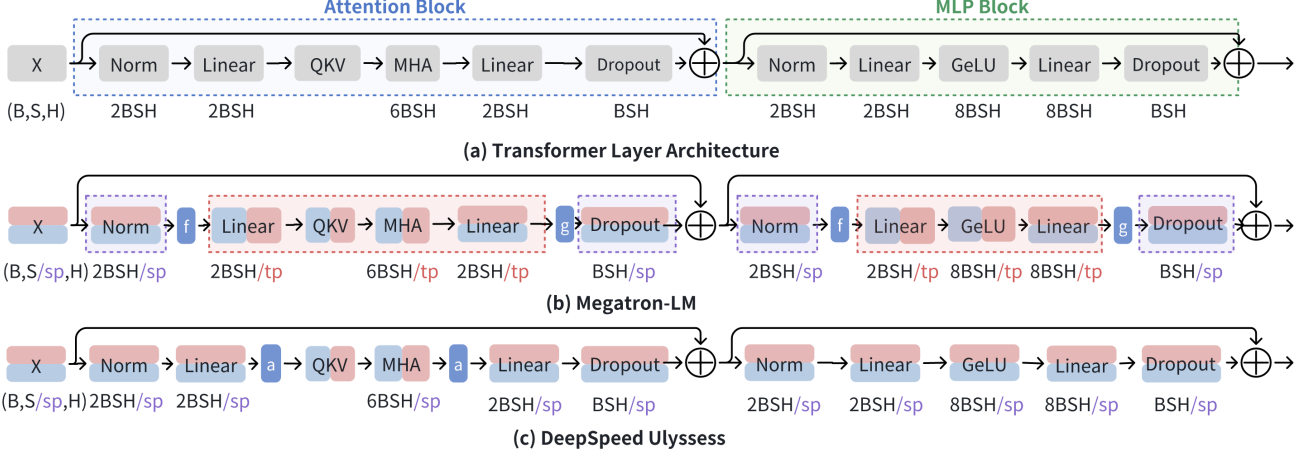 Attention Block MLP Block
X Norm Linear QKV MHA Linear Dropout Norm Linear GeLU Linear Dropout
(B,S,H) 2BSH 2BSH 6BSH 2BSH BSH 2BSH 2BSH 8BSH 8BSH BSH
(a) Transformer Layer Architecture
X Norm f Linear QKV MHA Linear g Dropout Norm f Linear GeLU Linear g Dropout
(B,S/sp,H) 2BSH/sp 2BSH/tp 6BSH/tp 2BSH/tp BSH/sp 2BSH/sp 2BSH/tp 8BSH/tp 8BSH/tp BSH/sp
(b) Megatron-LM
X Norm Linear a QKV MHA a Linear Dropout Norm Linear GeLU Linear Dropout
(B,S/sp,H) 2BSH/sp 2BSH/sp 6BSH/sp 2BSH/sp BSH/sp 2BSH/sp 2BSH/sp 8BSH/sp 8BSH/sp BSH/sp
(c) DeepSpeed Ulyssess